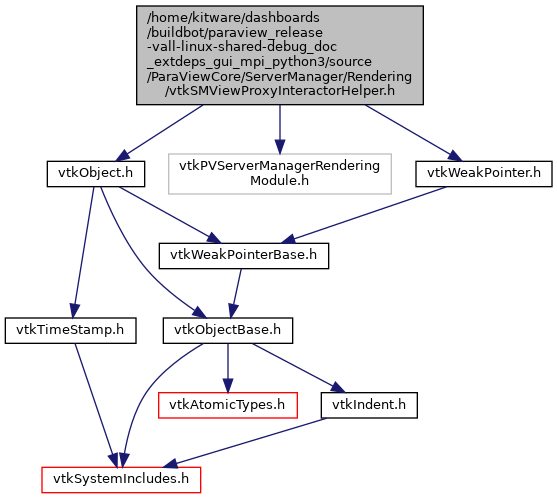 /home/kitware/dashboards
/buildbot/paraview_release
-vall-linux-shared-debug_doc
_extdeps_gui_mpi_python3/source
/ParaViewCore/ServerManager/Rendering
/vtkSMViewProxyInteractorHelper.h
vtkObject.h
vtkPVServerManagerRendering
Module.h
vtkWeakPointer.h
vtkWeakPointerBase.h
vtkTimeStamp.h
vtkObjectBase.h
vtkAtomicTypes.h
vtkIndent.h
vtkSystemIncludes.h